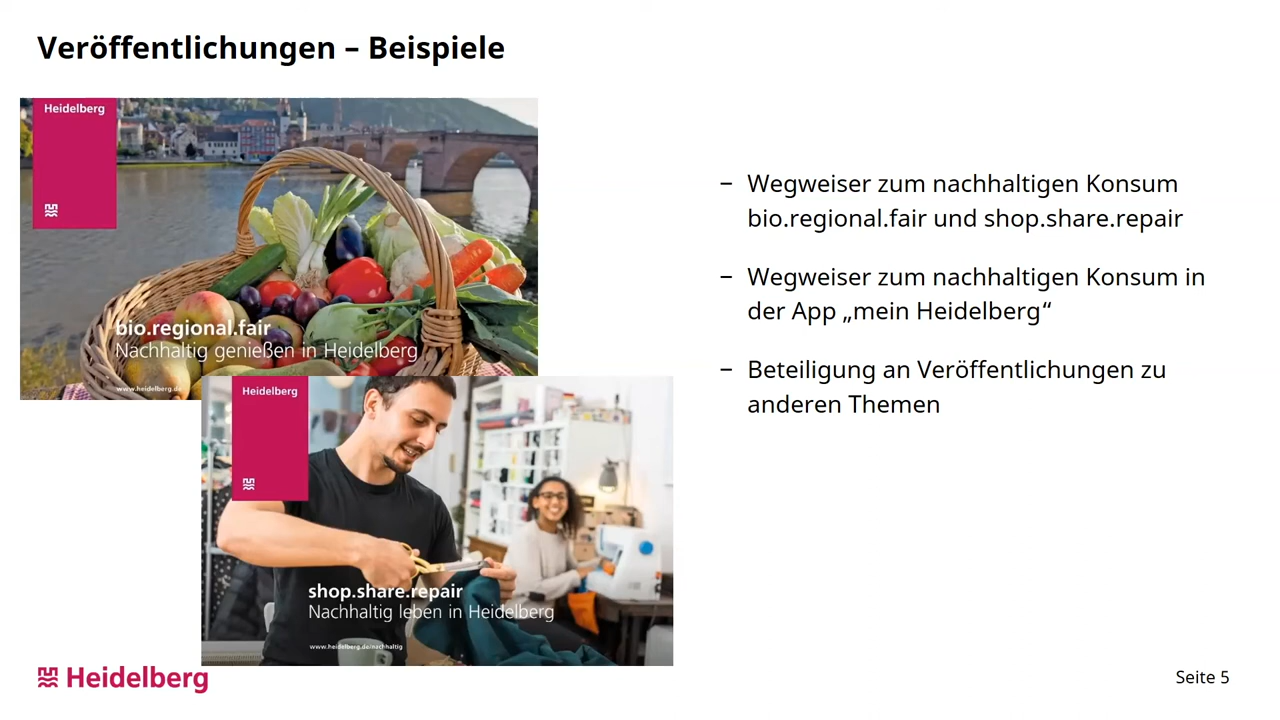 Veröffentlichungen – Beispiele
Heidelberg
bio.regional.fair
Nachhaltig genießen in Heidelberg
www.heidelberg.de
Heidelberg
shop.share.repair
Nachhaltig leben in Heidelberg
www.heidelberg.de/nachhaltig
– Wegweiser zum nachhaltigen Konsum
bio.regional.fair und shop.share.repair
– Wegweiser zum nachhaltigen Konsum in
der App „mein Heidelberg“
– Beteiligung an Veröffentlichungen zu
anderen Themen
Heidelberg
Seite 5